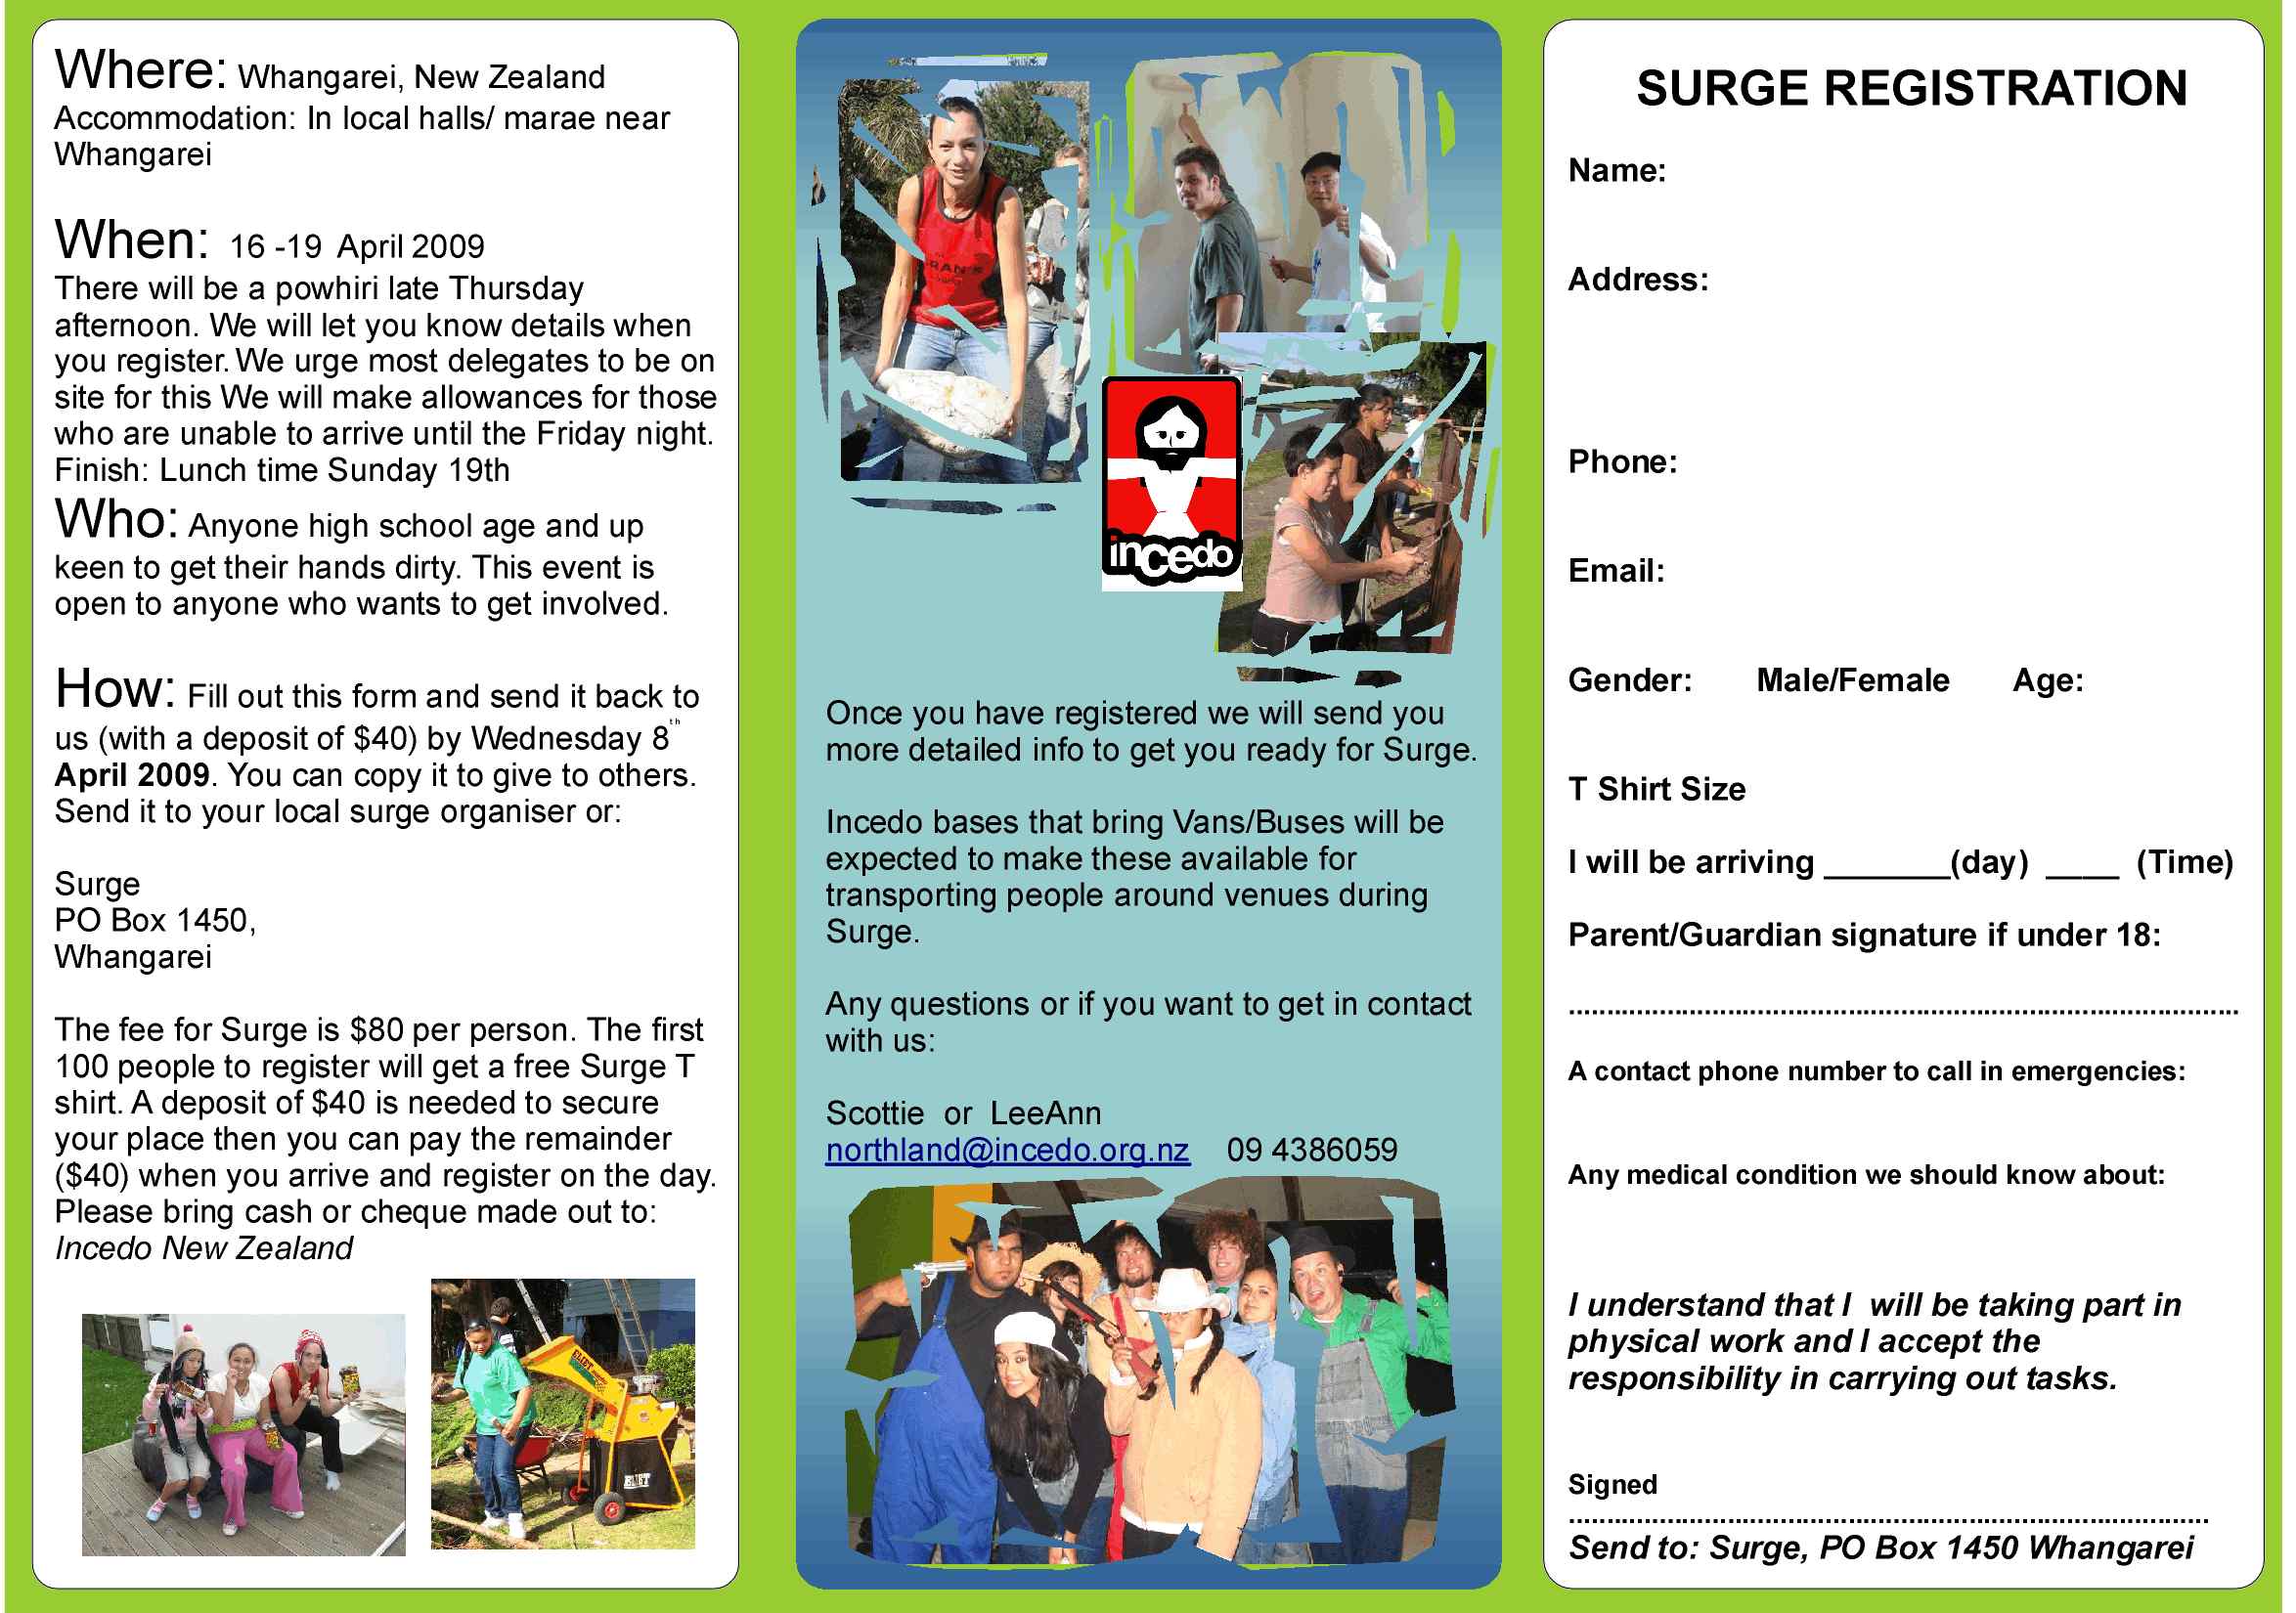 Where: Whangarei, New Zealand
Accommodation: In local halls/ marae near
Whangarei
When: 16 -19 April 2009
There will be a powhiri late Thursday
afternoon. We will let you know details when
you register. We urge most delegates to be on
site for this We will make allowances for those
who are unable to arrive until the Friday night.
Finish: Lunch time Sunday 19th
Who: Anyone high school age and up
keen to get their hands dirty. This event is
open to anyone who wants to get involved.
How: Fill out this form and send it back to
us (with a deposit of $40) by Wednesday 8th
April 2009. You can copy it to give to others.
Send it to your local surge organiser or:
Surge
PO Box 1450,
Whangarei
The fee for Surge is $80 per person. The first
100 people to register will get a free Surge T
shirt. A deposit of $40 is needed to secure
your place then you can pay the remainder
($40) when you arrive and register on the day.
Please bring cash or cheque made out to:
Incedo New Zealand
ELIET
ELIET
incedo
Once you have registered we will send you
more detailed info to get you ready for Surge.
Incedo bases that bring Vans/Buses will be
expected to make these available for
transporting people around venues during
Surge.
Any questions or if you want to get in contact
with us:
Scottie or LeeAnn
northland@incedo.org.nz 09 4386059
SURGE REGISTRATION
Name:
Address:
Phone:
Email:
Gender: Male/Female Age:
T Shirt Size
I will be arriving _______(day) ____ (Time)
Parent/Guardian signature if under 18:
................................................................................
A contact phone number to call in emergencies:
Any medical condition we should know about:
I understand that I will be taking part in
physical work and I accept the
responsibility in carrying out tasks.
Signed
................................................................................
Send to: Surge, PO Box 1450 Whangarei